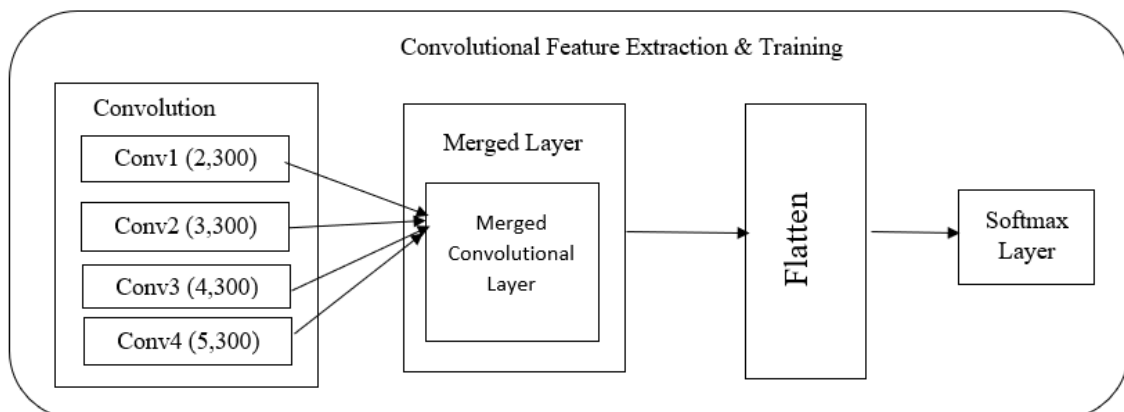 Convolutional Feature Extraction & Training
Convolution
Conv1 (2,300)
Conv2 (3,300)
Conv3 (4,300)
Conv4 (5,300)
Merged Layer
Merged
Convolutional
Layer
Flatten
Softmax
Layer